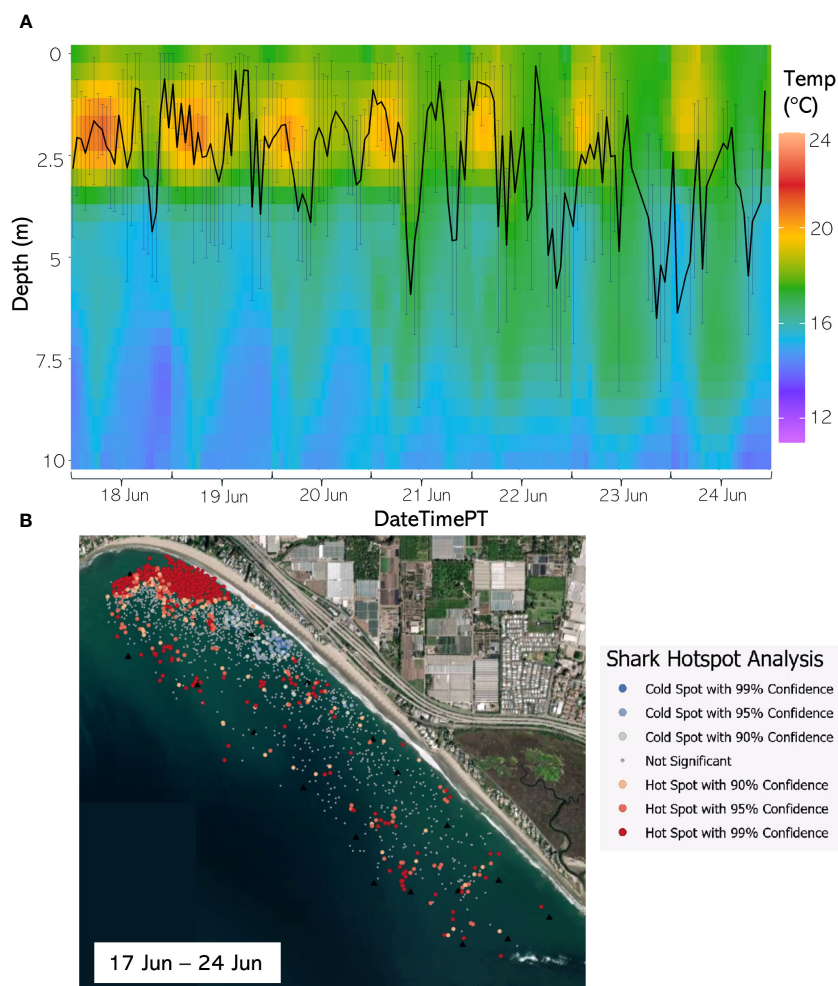 A
Temp
(°C)
0
2.5
5
7.5
10
Depth (m)
24
20
16
12
18 Jun
19 Jun
20 Jun
21 Jun
22 Jun
23 Jun
24 Jun
DateTimePT
B
Shark Hotspot Analysis
Cold Spot with 99% Confidence
Cold Spot with 95% Confidence
Cold Spot with 90% Confidence
Not Significant
Hot Spot with 90% Confidence
Hot Spot with 95% Confidence
Hot Spot with 99% Confidence
17 Jun – 24 Jun